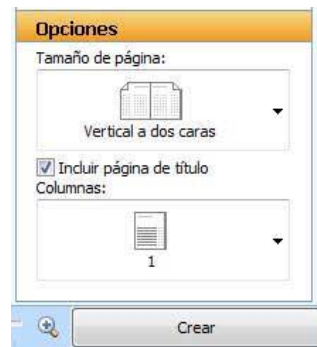 Opciones
Tamaño de página:
Vertical a dos caras
Incluir página de título
Columnas:
1
Crear